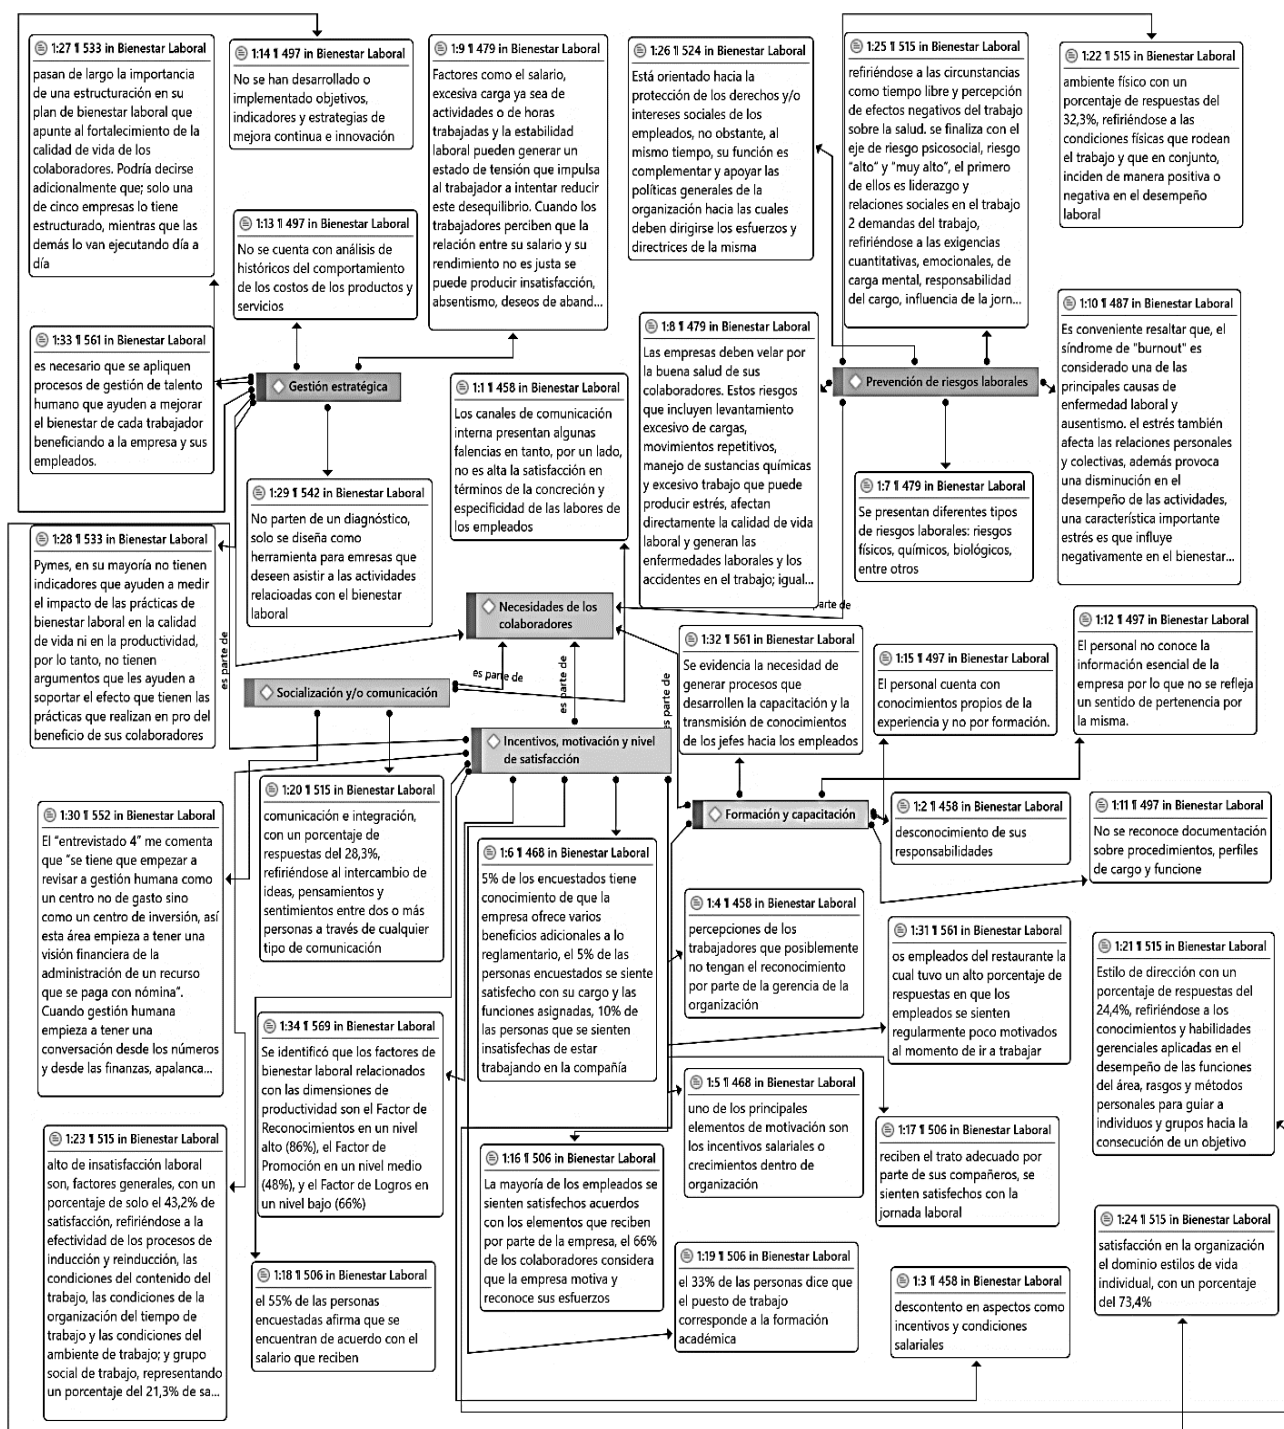 1:27 ¶ 533 in Bienestar Laboral
pasan de largo la importancia
de una estructuración en su
plan de bienestar laboral que
apunte al fortalecimiento de la
calidad de vida de los
colaboradores. Podría decirse
adicionalmente que; solo una
de cinco empresas lo tiene
estructurado, mientras que las
demás lo van ejecutando día a
día
1:14 ¶ 497 in Bienestar Laboral
No se han desarrollado o
implementado objetivos,
indicadores y estrategias de
mejora continua e innovación
1:9 ¶ 479 in Bienestar Laboral
Factores como el salario,
excesiva carga ya sea de
actividades o de horas
trabajadas y la estabilidad
laboral pueden generar un
estado de tensión que impulsa
al trabajador a intentar reducir
este desequilibrio. Cuando los
trabajadores perciben que la
relación entre su salario y su
rendimiento no es justa se
puede producir insatisfacción,
absentismo, deseos de aband...
1:26 ¶ 524 in Bienestar Laboral
Está orientado hacia la
protección de los derechos y/o
intereses sociales de los
empleados, no obstante, al
mismo tiempo, su función es
complementar y apoyar las
políticas generales de la
organización hacia las cuales
deben dirigirse los esfuerzos y
directrices de la misma
1:25 ¶ 515 in Bienestar Laboral
refiriéndose a las circunstancias
como tiempo libre y percepción
de efectos negativos del trabajo
sobre la salud. se finaliza con el
eje de riesgo psicosocial, riesgo
"alto" y "muy alto", el primero
de ellos es liderazgo y
relaciones sociales en el trabajo
2 demandas del trabajo,
refiriéndose a las exigencias
cuantitativas, emocionales, de
carga mental, responsabilidad
del cargo, influencia de la jorn...
1:22 ¶ 515 in Bienestar Laboral
ambiente físico con un
porcentaje de respuestas del
32,3%, refiriéndose a las
condiciones físicas que rodean
el trabajo y que en conjunto,
inciden de manera positiva o
negativa en el desempeño
laboral
1:13 ¶ 497 in Bienestar Laboral
No se cuenta con análisis de
históricos del comportamiento
de los costos de los productos y
servicios
1:33 ¶ 561 in Bienestar Laboral
es necesario que se apliquen
procesos de gestión de talento
humano que ayuden a mejorar
el bienestar de cada trabajador
beneficiando a la empresa y sus
empleados.
Gestión estratégica
1:1 ¶ 458 in Bienestar Laboral
Los canales de comunicación
interna presentan algunas
falencias en tanto, por un lado,
no es alta la satisfacción en
términos de la concreción y
especificidad de las labores de
los empleados
1:8 ¶ 479 in Bienestar Laboral
Las empresas deben velar por
la buena salud de sus
colaboradores. Estos riesgos
que incluyen levantamiento
excesivo de cargas,
movimientos repetitivos,
manejo de sustancias químicas
y excesivo trabajo que puede
producir estrés, afectan
directamente la calidad de vida
laboral y generan las
enfermedades laborales y los
accidentes en el trabajo; igual...
Prevención de riesgos laborales
1:10 ¶ 487 in Bienestar Laboral
Es conveniente resaltar que, el
síndrome de "burnout" es
considerado una de las
principales causas de
enfermedad laboral y
ausentismo. el estrés también
afecta las relaciones personales
y colectivas, además provoca
una disminución en el
desempeño de las actividades,
una característica importante
estrés es que influye
negativamente en el bienestar...
1:7 ¶ 479 in Bienestar Laboral
Se presentan diferentes tipos
de riesgos laborales: riesgos
físicos, químicos, biológicos,
entre otros
1:29 ¶ 542 in Bienestar Laboral
No parten de un diagnóstico,
solo se diseña como
herramienta para emresas que
deseen asistir a las actividades
relacioadas con el bienestar
laboral
1:28 ¶ 533 in Bienestar Laboral
Pymes, en su mayoría no tienen
indicadores que ayuden a medir
el impacto de las prácticas de
bienestar laboral en la calidad
de vida ni en la productividad,
por lo tanto, no tienen
argumentos que les ayuden a
soportar el efecto que tienen las
prácticas que realizan en pro del
beneficio de sus colaboradores
es parte de
Necesidades de los
colaboradores
parte de
Socialización y/o comunicación
es parte de
es parte de
es parte de
1:32 ¶ 561 in Bienestar Laboral
Se evidencia la necesidad de
generar procesos que
desarrollen la capacitación y la
transmisión de conocimientos
de los jefes hacia los empleados
1:15 ¶ 497 in Bienestar Laboral
El personal cuenta con
conocimientos propios de la
experiencia y no por formación.
1:12 ¶ 497 in Bienestar Laboral
El personal no conoce la
información esencial de la
empresa por lo que no se refleja
un sentido de pertenencia por
la misma.
Incentivos, motivación y nivel
de satisfacción
Formación y capacitación
1:2 ¶ 458 in Bienestar Laboral
desconocimiento de sus
responsabilidades
1:11 ¶ 497 in Bienestar Laboral
No se reconoce documentación
sobre procedimientos, perfiles
de cargo y funcione
1:30 ¶ 552 in Bienestar Laboral
El "entrevistado 4" me comenta
que "se tiene que empezar a
revisar a gestión humana como
un centro no de gasto sino
como un centro de inversión, así
esta área empieza a tener una
visión financiera de la
administración de un recurso
que se paga con nómina".
Cuando gestión humana
empieza a tener una
conversación desde los números
y desde las finanzas, apalanca...
1:20 ¶ 515 in Bienestar Laboral
comunicación e integración,
con un porcentaje de
respuestas del 28,3%,
refiriéndose al intercambio de
ideas, pensamientos y
sentimientos entre dos o más
personas a través de cualquier
tipo de comunicación
1:6 ¶ 468 in Bienestar Laboral
5% de los encuestados tiene
conocimiento de que la
empresa ofrece varios
beneficios adicionales a lo
reglamentario, el 5% de las
personas encuestados se siente
satisfecho con su cargo y las
funciones asignadas, 10% de
las personas que se sienten
insatisfechas de estar
trabajando en la compañía
1:4 ¶ 458 in Bienestar Laboral
percepciones de los
trabajadores que posiblemente
no tengan el reconocimiento
por parte de la gerencia de la
organización
1:31 ¶ 561 in Bienestar Laboral
os empleados del restaurante la
cual tuvo un alto porcentaje de
respuestas en que los
empleados se sienten
regularmente poco motivados
al momento de ir a trabajar
1:21 ¶ 515 in Bienestar Laboral
Estilo de dirección con un
porcentaje de respuestas del
24,4%, refiriéndose a los
conocimientos y habilidades
gerenciales aplicadas en el
desempeño de las funciones
del área, rasgos y métodos
personales para guiar a
individuos y grupos hacia la
consecución de un objetivo
1:34 ¶ 569 in Bienestar Laboral
Se identificó que los factores de
bienestar laboral relacionados
con las dimensiones de
productividad son el Factor de
Reconocimientos en un nivel
alto (86%), el Factor de
Promoción en un nivel medio
(48%), y el Factor de Logros en
un nivel bajo (66%)
1:5 ¶ 468 in Bienestar Laboral
uno de los principales
elementos de motivación son
los incentivos salariales o
crecimientos dentro de
organización
1:17 ¶ 506 in Bienestar Laboral
reciben el trato adecuado por
parte de sus compañeros, se
sienten satisfechos con la
jornada laboral
1:23 ¶ 515 in Bienestar Laboral
alto de insatisfacción laboral
son, factores generales, con un
porcentaje de solo el 43,2% de
satisfacción, refiriéndose a la
efectividad de los procesos de
inducción y reinducción, las
condiciones del contenido del
trabajo, las condiciones de la
organización del tiempo de
trabajo y las condiciones del
ambiente de trabajo; y grupo
social de trabajo, representando
un porcentaje del 21,3% de sa...
1:16 ¶ 506 in Bienestar Laboral
La mayoría de los empleados se
sienten satisfechos acuerdos
con los elementos que reciben
por parte de la empresa, el 66%
de los colaboradores considera
que la empresa motiva y
reconoce sus esfuerzos
1:18 ¶ 506 in Bienestar Laboral
el 55% de las personas
encuestadas afirma que se
encuentran de acuerdo con el
salario que reciben
1:19 ¶ 506 in Bienestar Laboral
el 33% de las personas dice que
el puesto de trabajo
corresponde a la formación
académica
1:3 ¶ 458 in Bienestar Laboral
descontento en aspectos como
incentivos y condiciones
salariales
1:24 ¶ 515 in Bienestar Laboral
satisfacción en la organización
el dominio estilos de vida
individual, con un porcentaje
del 73,4%